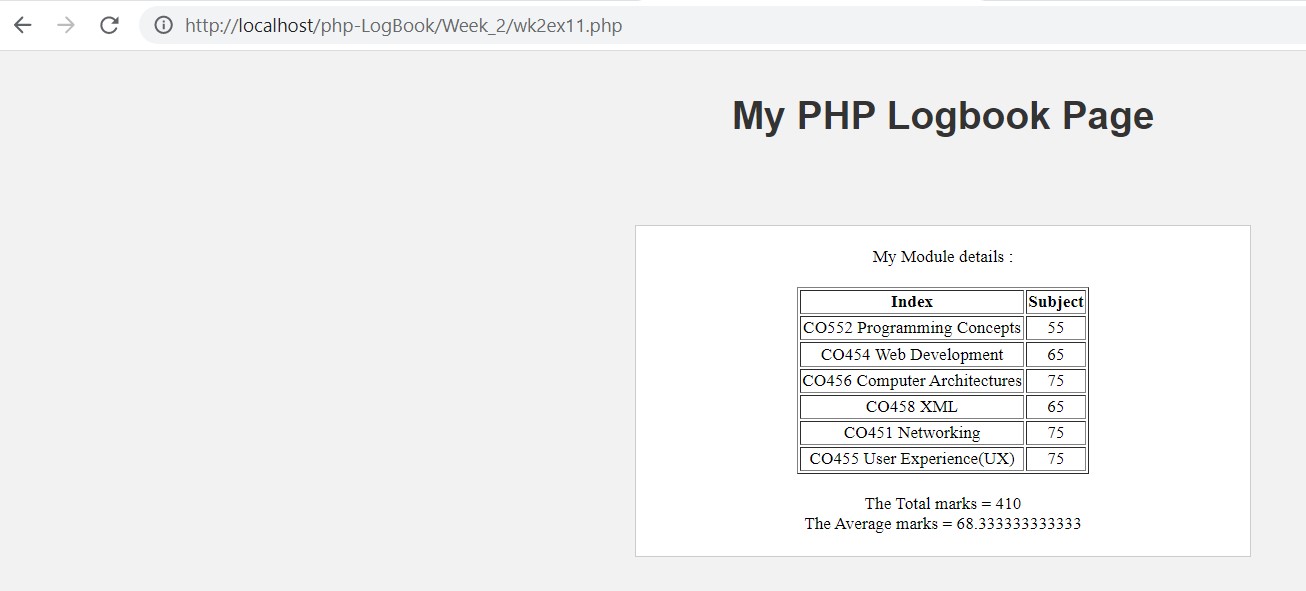 http://localhost/php-LogBook/Week_2/wk2ex11.php
My PHP Logbook Page
My Module details :
Index Subject
CO552 Programming Concepts 55
CO454 Web Development 65
CO456 Computer Architectures 75
CO458 XML 65
CO451 Networking 75
CO455 User Experience(UX) 75
The Total marks = 410
The Average marks = 68.333333333333